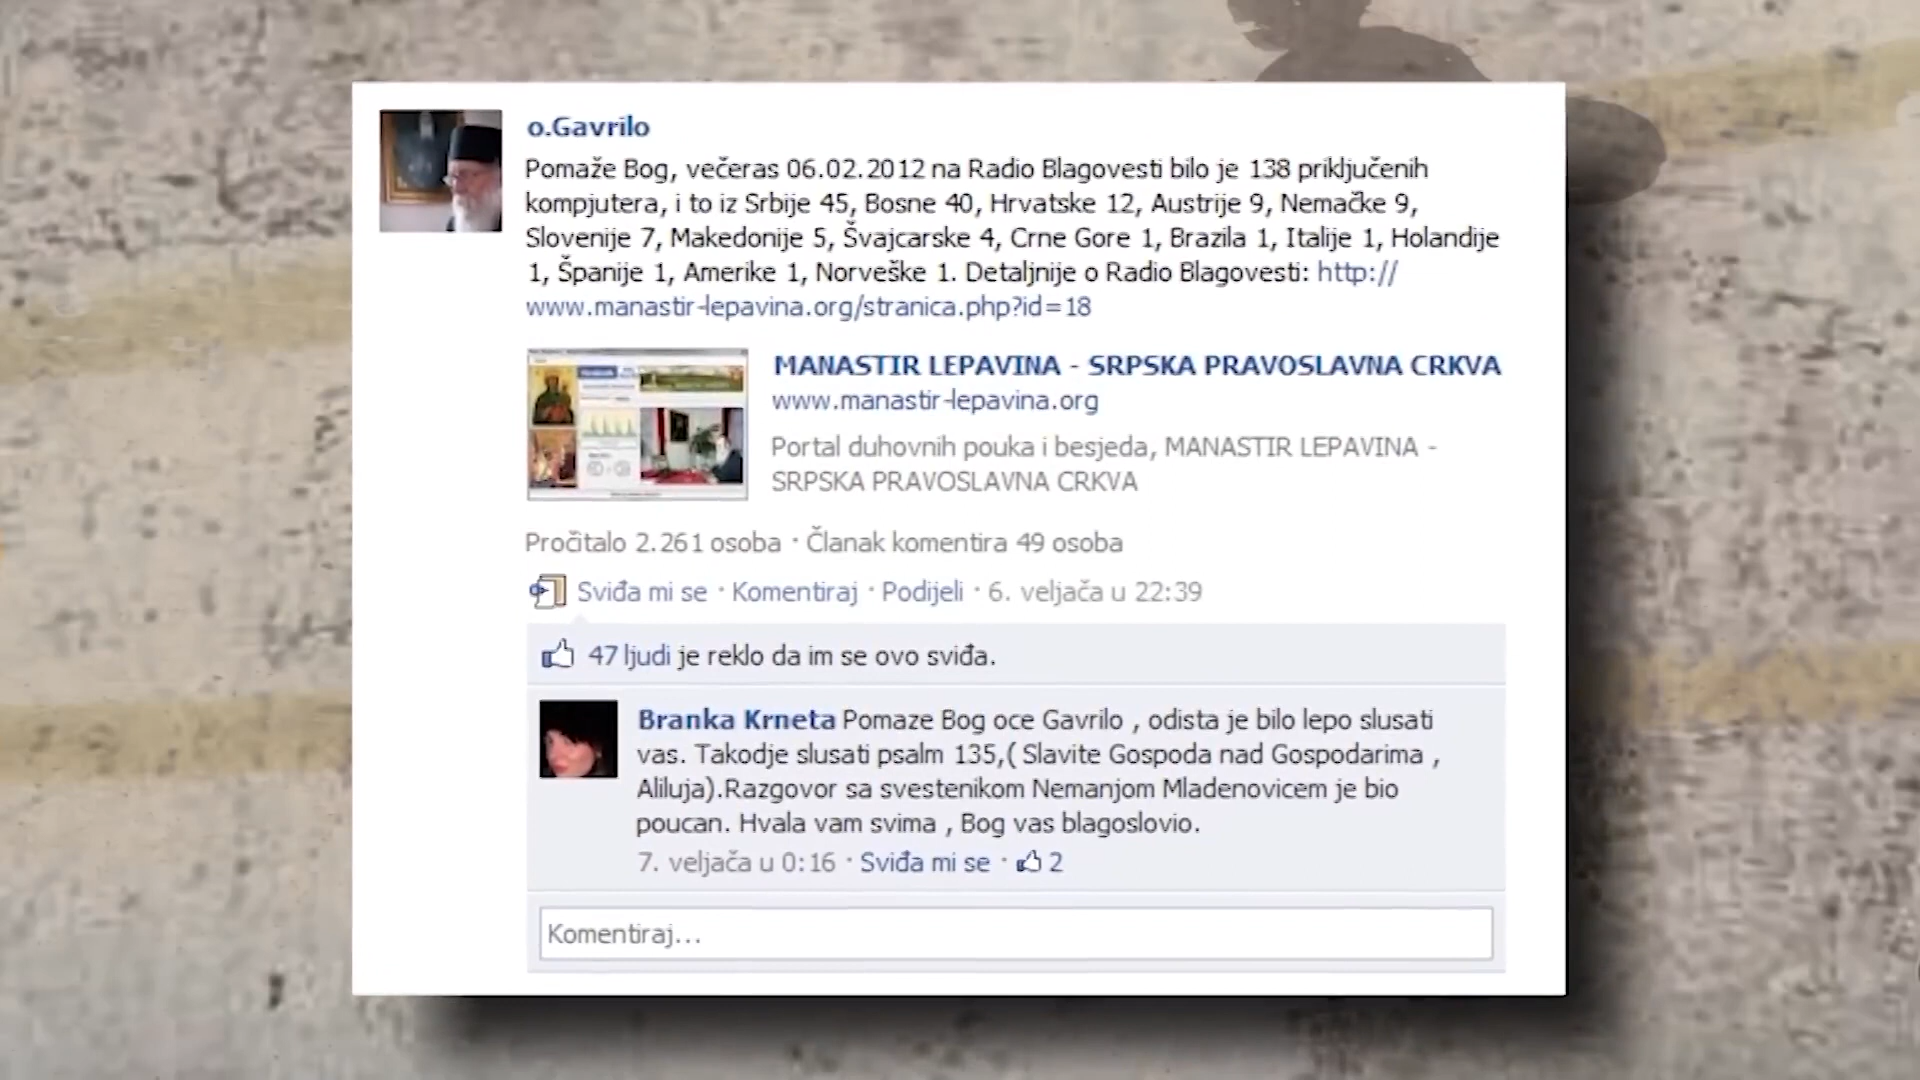 o.Gavrilo
Pomaže Bog, večeras 06.02.2012 na Radio Blagovesti bilo je 138 priključenih
kompjutera, i to iz Srbije 45, Bosne 40, Hrvatske 12, Austrije 9, Nemačke 9,
Slovenije 7, Makedonije 5, Švajcarske 4, Crne Gore 1, Brazila 1, Italije 1, Holandije
1, Španije 1, Amerike 1, Norveške 1. Detaljnije o Radio Blagovesti: http://
www.manastir-lepavina.org/stranica.php?id=18
MANASTIR LEPAVINA - SRPSKA PRAVOSLAVNA CRKVA
www.manastir-lepavina.org
Portal duhovnih pouka i besjeda, MANASTIR LEPAVINA -
SRPSKA PRAVOSLAVNA CRKVA
Pročitalo 2.261 osoba · Članak komentira 49 osoba
Sviđa mi se · Komentiraj · Podijeli · 6. veljača u 22:39
47 ljudi je reklo da im se ovo sviđa.
Branka Krneta Pomaze Bog oce Gavrilo , odista je bilo lepo slusati
vas. Takodje slusati psalm 135,( Slavite Gospoda nad Gospodarima ,
Aliluja).Razgovor sa svestenikom Nemanjom Mladenovicem je bio
poucan. Hvala vam svima , Bog vas blagoslovio.
7. veljača u 0:16 · Sviđa mi se · 2
Komentiraj...